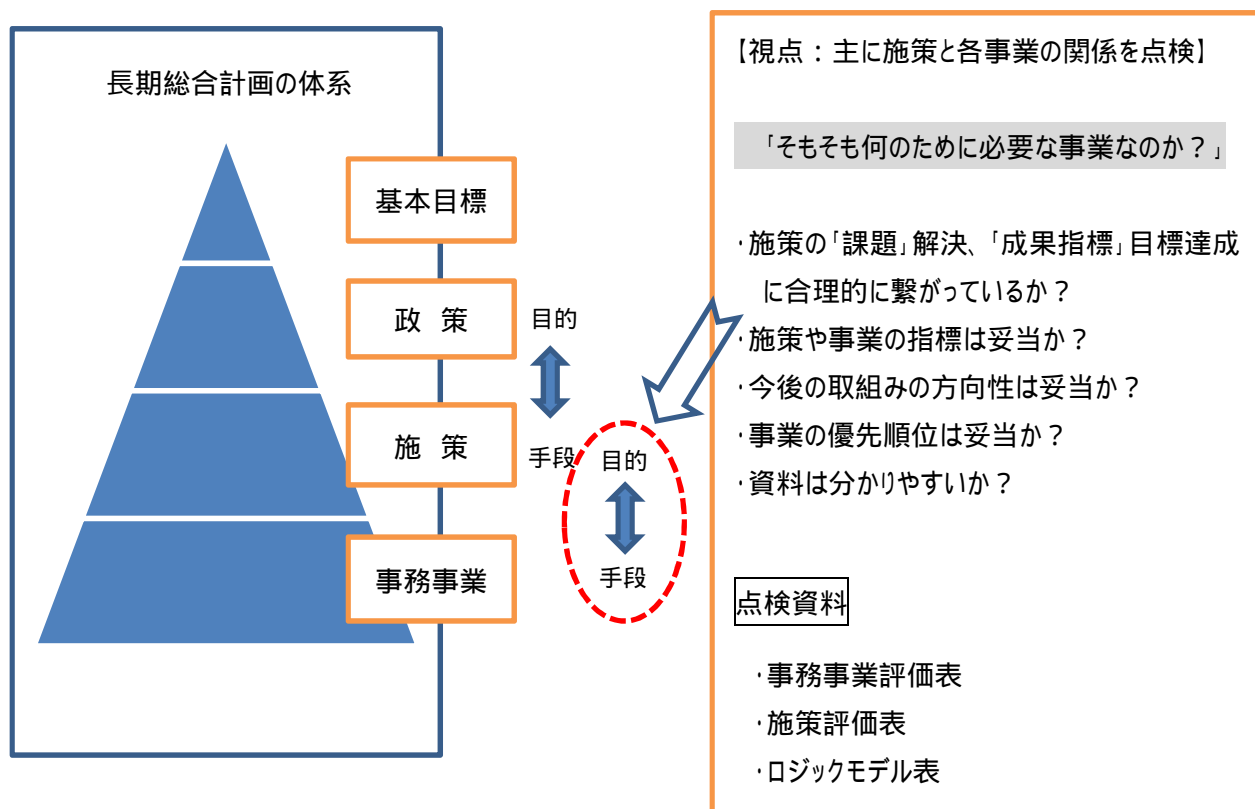 長期総合計画の体系
基本目標
政 策
施 策
事務事業
目的
手段
目的
手段
【視点：主に施策と各事業の関係を点検】
「そもそも何のために必要な事業なのか？」
・施策の「課題」解決、「成果指標」目標達成
に合理的に繋がっているか？
・施策や事業の指標は妥当か？
・今後の取組みの方向性は妥当か？
・事業の優先順位は妥当か？
・資料は分かりやすいか？
点検資料
・事務事業評価表
・施策評価表
・ロジックモデル表